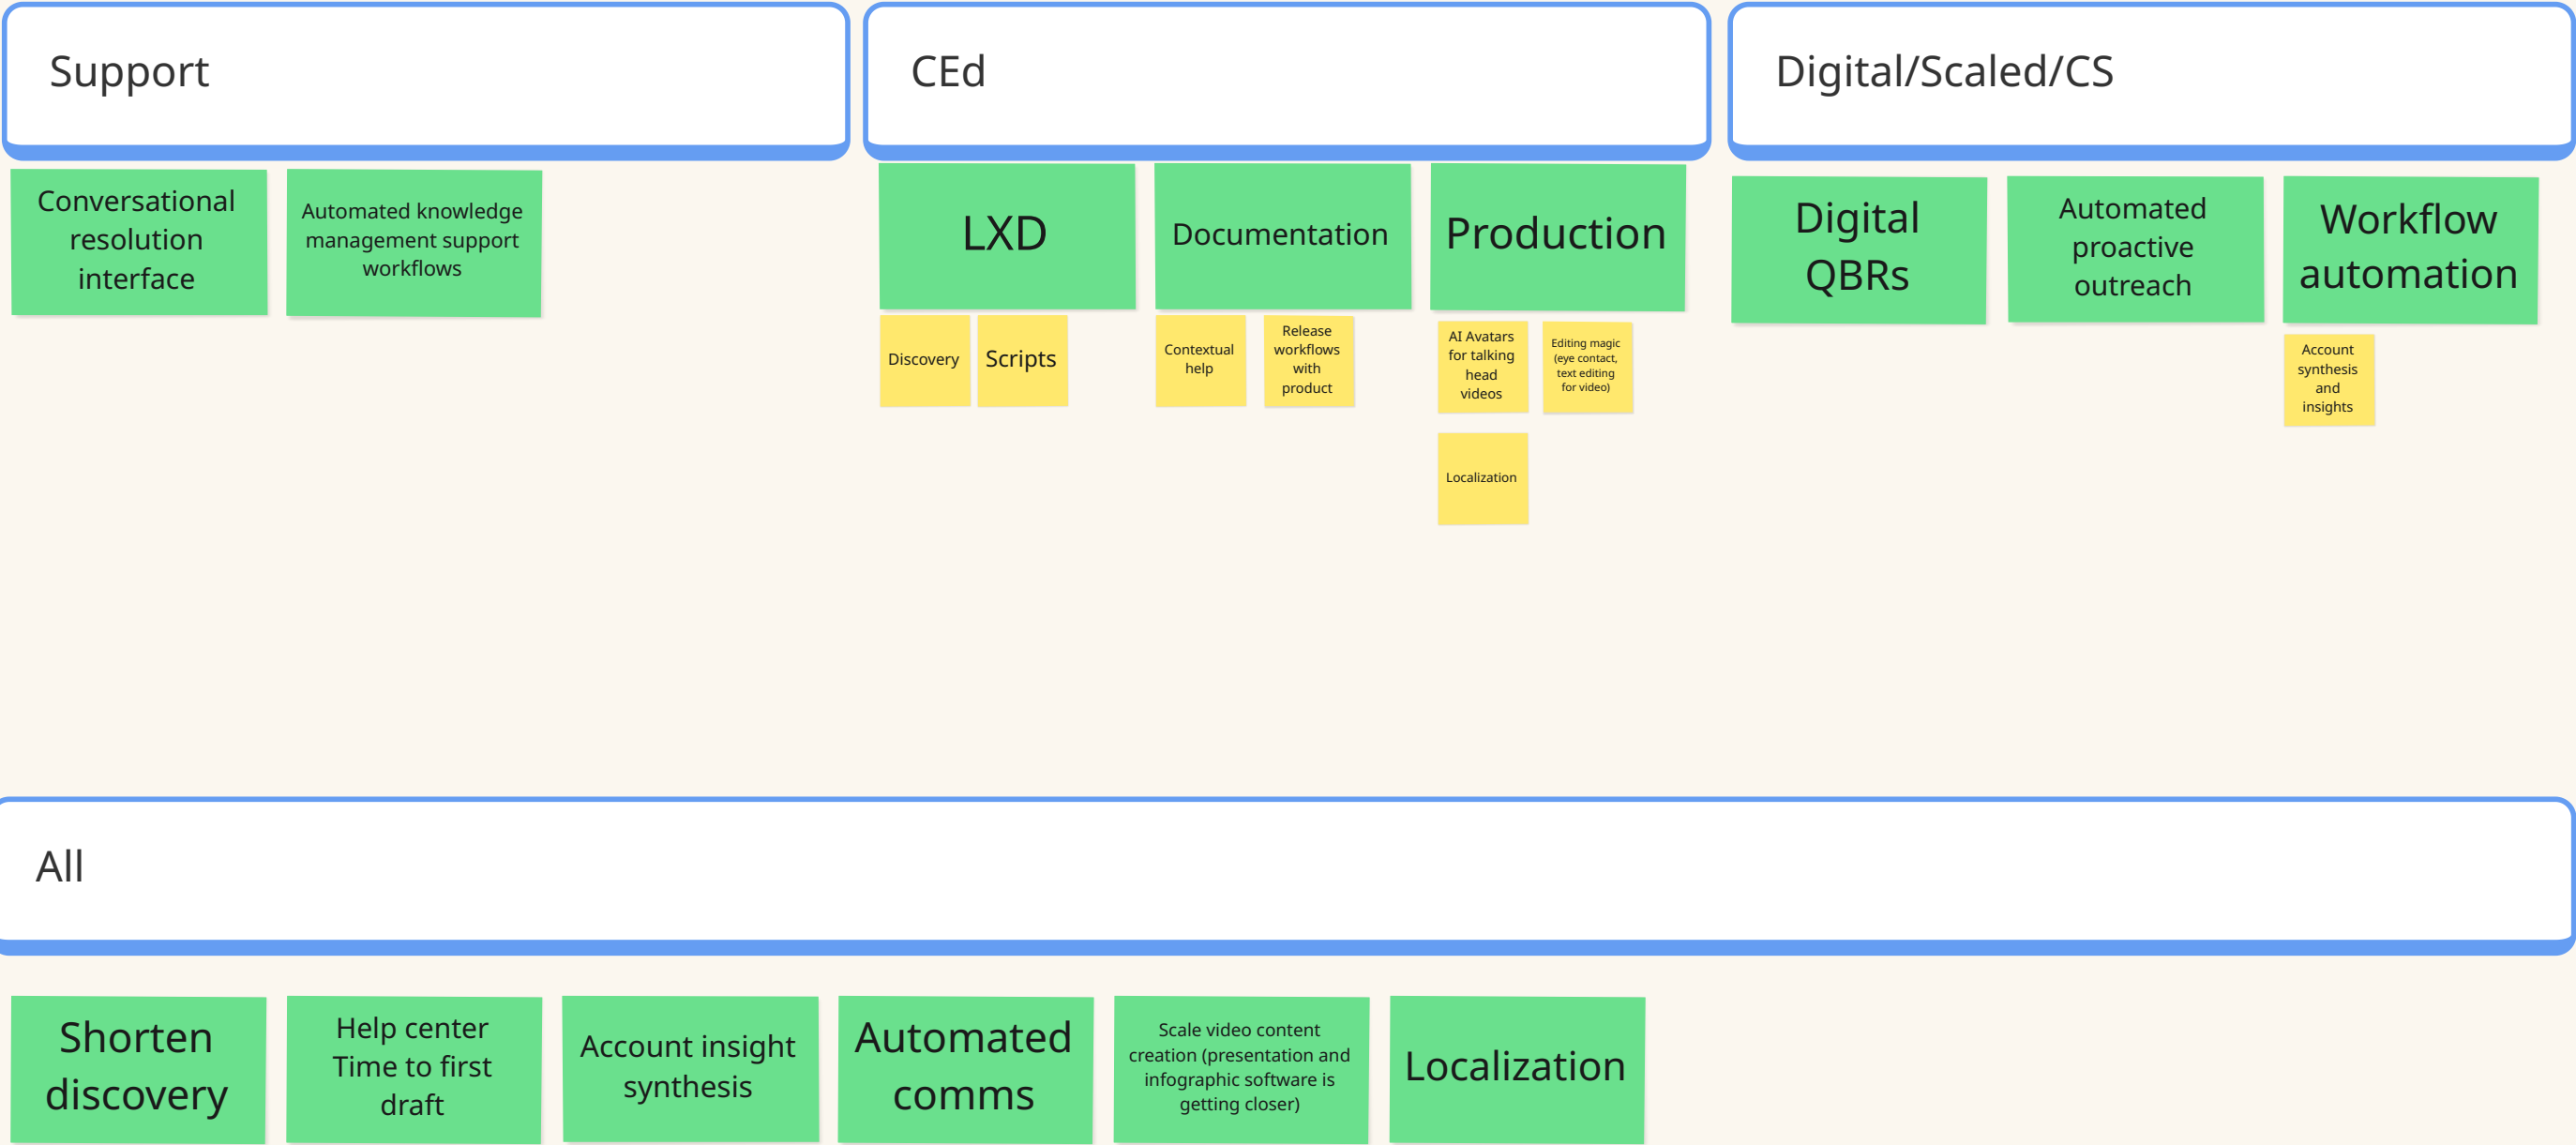 Support
Conversational
resolution
interface
Automated knowledge
management support
workflows
CEd
LXD
Discovery
Scripts
Documentation
Contextual
help
Release
workflows
with
product
Production
AI Avatars
for talking
head
videos
Editing magic
(eye contact,
text editing
for video)
Localization
Digital/Scaled/CS
Digital
QBRs
Automated
proactive
outreach
Workflow
automation
Account
synthesis
and
insights
All
Shorten
discovery
Help center
Time to first
draft
Account insight
synthesis
Automated
comms
Scale video content
creation (presentation and
infographic software is
getting closer)
Localization